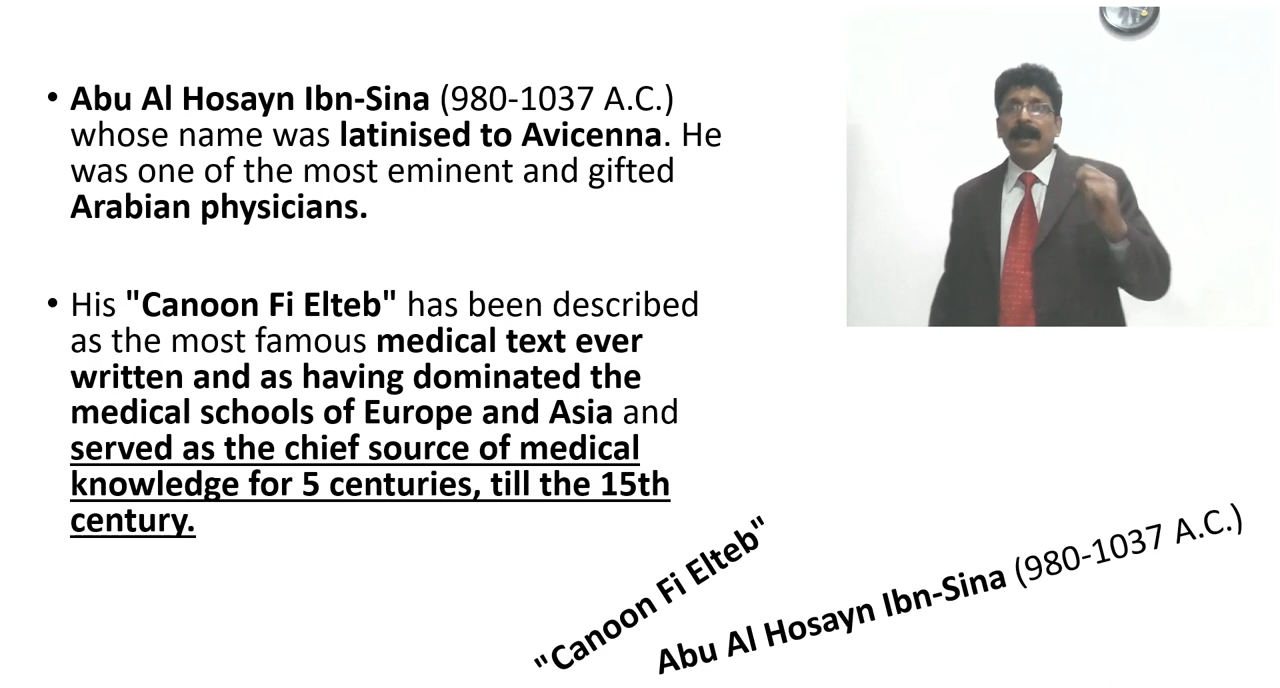 • Abu Al Hosayn Ibn-Sina (980-1037 A.C.)
whose name was latinised to Avicenna. He
was one of the most eminent and gifted
Arabian physicians.
• His "Canoon Fi Elteb" has been described
as the most famous medical text ever
written and as having dominated the
medical schools of Europe and Asia and
served as the chief source of medical
knowledge for 5 centuries, till the 15th
century.
"Canoon Fi Elteb"
Abu Al Hosayn Ibn-Sina (980-1037 A.C.)